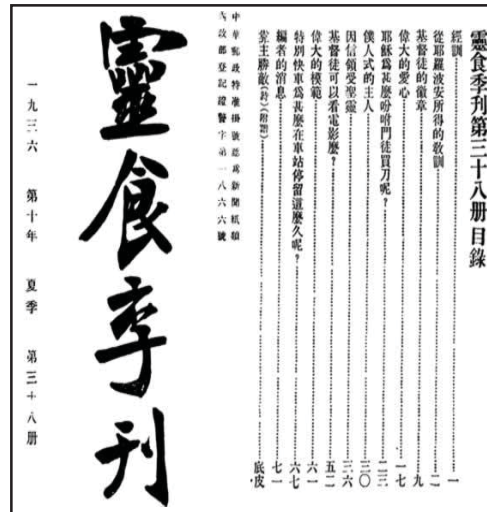 靈食季刊第三十八册目錄
經訓……一
從耶羅波安所得的教訓……二
基督徒的徽章……九
偉大的愛心……一七
耶穌爲甚麼吩咐門徒買刀呢？……二三
僕人式的主人……三〇
因信領受聖靈……三六
基督徒可以看電影麼？……五二
偉大的模範……六一
特別快車爲甚麼在車站停留這麼久呢？……六七
編者的消息……七一
靠主勝敵(詩)(附譜)……底皮
中華郵政特准掛號認爲新聞紙類
內政部登記證警字第一八六六號
靈食季刊
一九三六 第十年 夏季 第三十八册